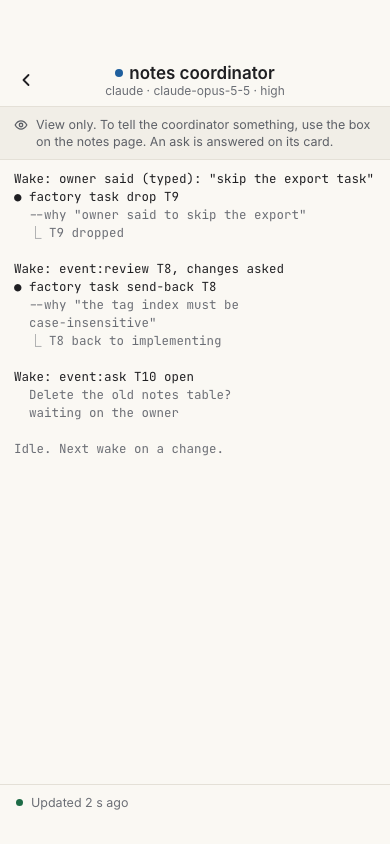 notes coordinator
claude · claude-opus-5-5 · high
View only. To tell the coordinator something, use the box
on the notes page. An ask is answered on its card.
Wake: owner said (typed): "skip the export task"
● factory task drop T9
--why "owner said to skip the export"
⎿ T9 dropped
Wake: event:review T8, changes asked
● factory task send-back T8
--why "the tag index must be
case-insensitive"
⎿ T8 back to implementing
Wake: event:ask T10 open
Delete the old notes table?
waiting on the owner
Idle. Next wake on a change.
Updated 2 s ago